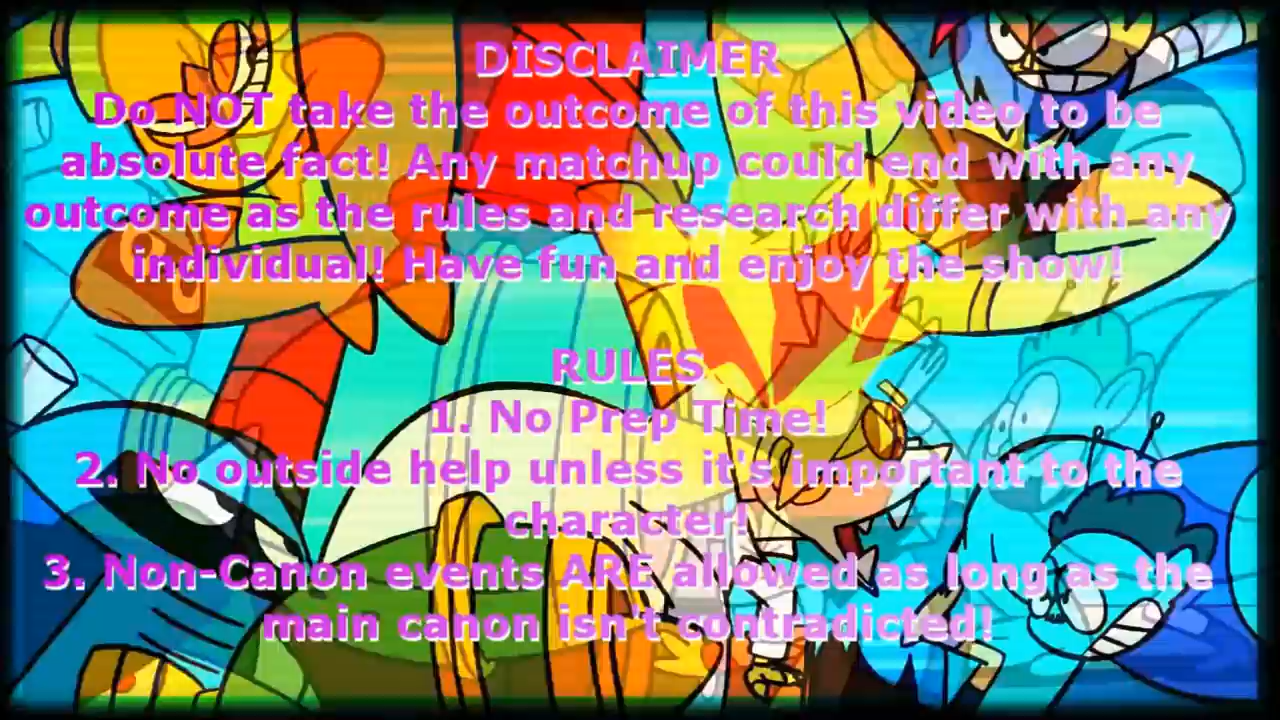 DISCLAIMER
Do NOT take the outcome of this video to be
absolute fact! Any matchup could end with any
outcome as the rules and research differ with any
individual! Have fun and enjoy the show!
RULES
1. No Prep Time!
2. No outside help unless it's important to the
character!
3. Non-Canon events ARE allowed as long as the
main canon isn't contradicted!